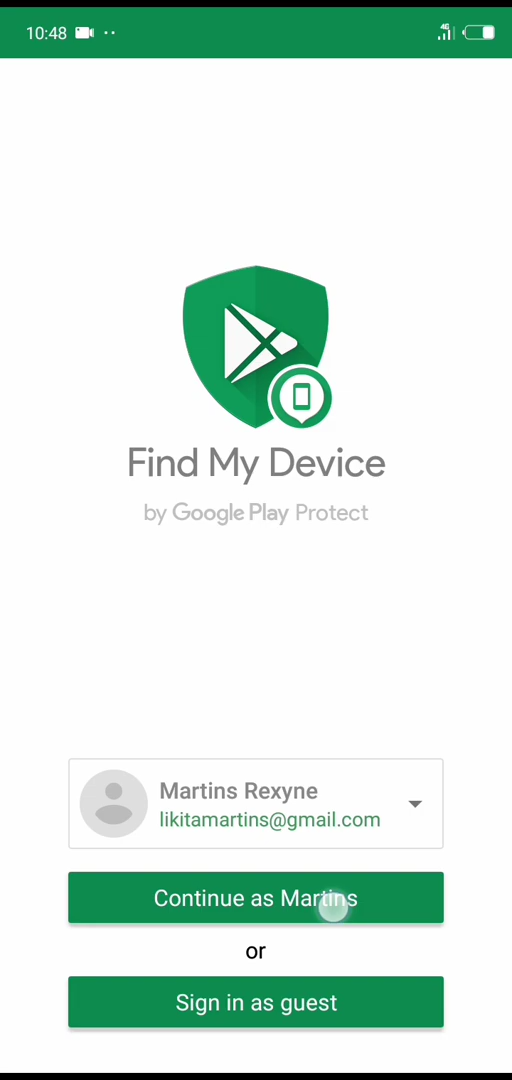 10:48
4G
Find My Device
by Google Play Protect
Martins Rexyne
likitamartins@gmail.com
Continue as Martins
or
Sign in as guest